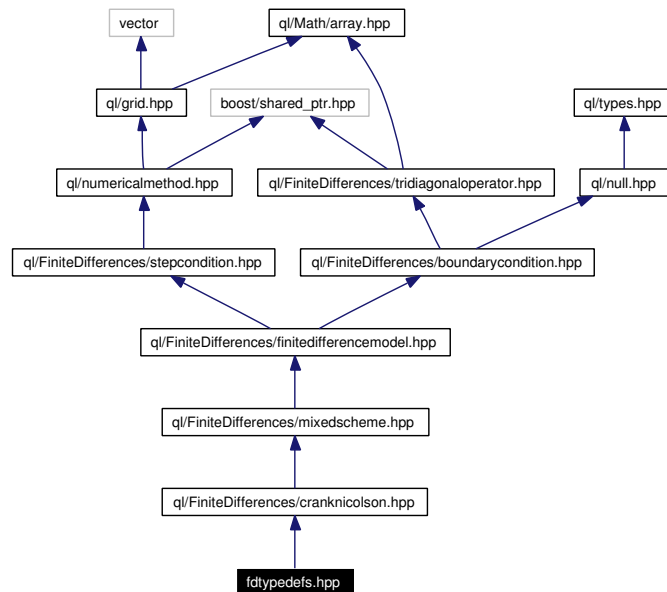 vector
ql/Math/array.hpp
ql/grid.hpp
boost/shared_ptr.hpp
ql/types.hpp
ql/numericalmethod.hpp
ql/FiniteDifferences/tridiagonaloperator.hpp
ql/null.hpp
ql/FiniteDifferences/stepcondition.hpp
ql/FiniteDifferences/boundarycondition.hpp
ql/FiniteDifferences/finitedifferencemodel.hpp
ql/FiniteDifferences/mixedscheme.hpp
ql/FiniteDifferences/cranknicolson.hpp
fdtypedefs.hpp